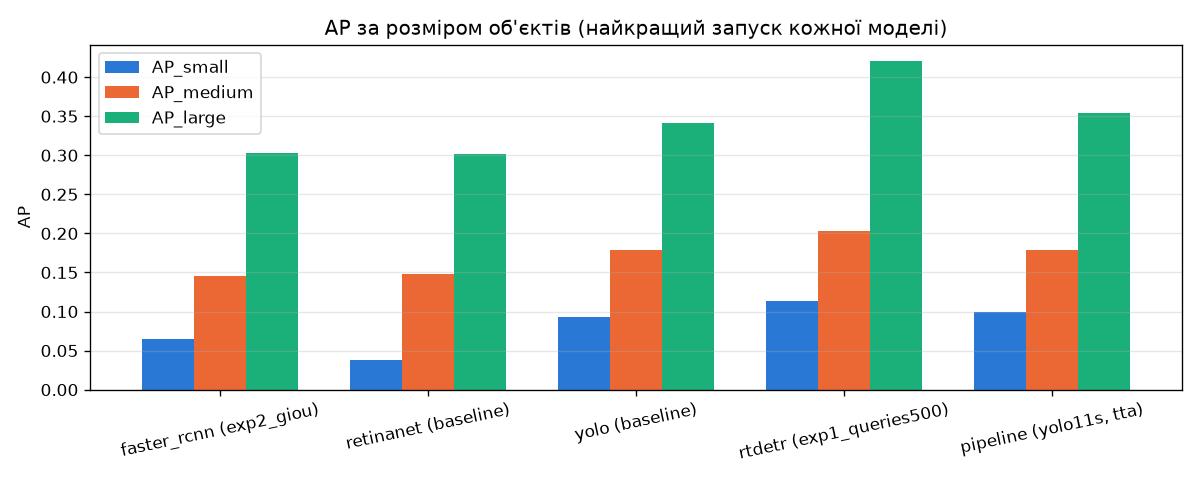 AP за розміром об'єктів (найкращий запуск кожної моделі)
AP_small
AP_medium
AP_large
AP
0.40
0.35
0.30
0.25
0.20
0.15
0.10
0.05
0.00
faster_rcnn (exp2_giou)
retinanet (baseline)
yolo (baseline)
rtdetr (exp1_queries500)
pipeline (yolo11s, tta)